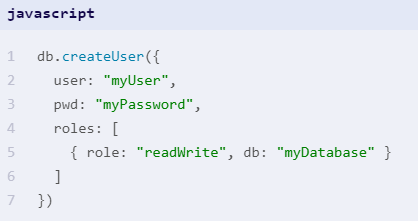 javascript
1 db.createUser({
2   user: "myUser",
3   pwd: "myPassword",
4   roles: [
5     { role: "readWrite", db: "myDatabase" }
6   ]
7 })